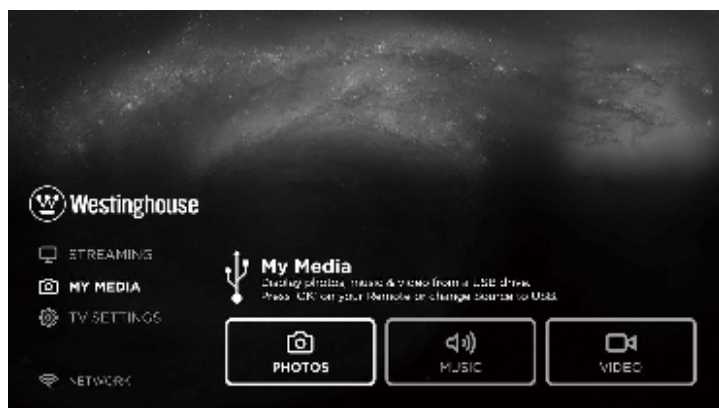 Westinghouse
STREAMING
MY MEDIA
TV SETTINGS
NETWORK
My Media
Display photos, music & video from a USB drive.
Press 'OK' on your Remote or change source to USB.
PHOTOS
MUSIC
VIDEO